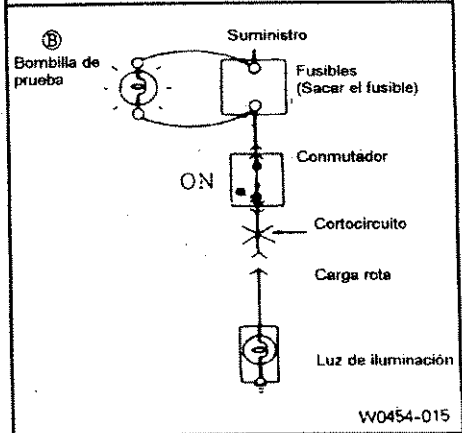 Ⓑ
Bombilla de
prueba
Suministro
Fusibles
(Sacar el fusible)
Conmutador
ON
Cortocircuito
Carga rota
Luz de iluminación
W0454-015